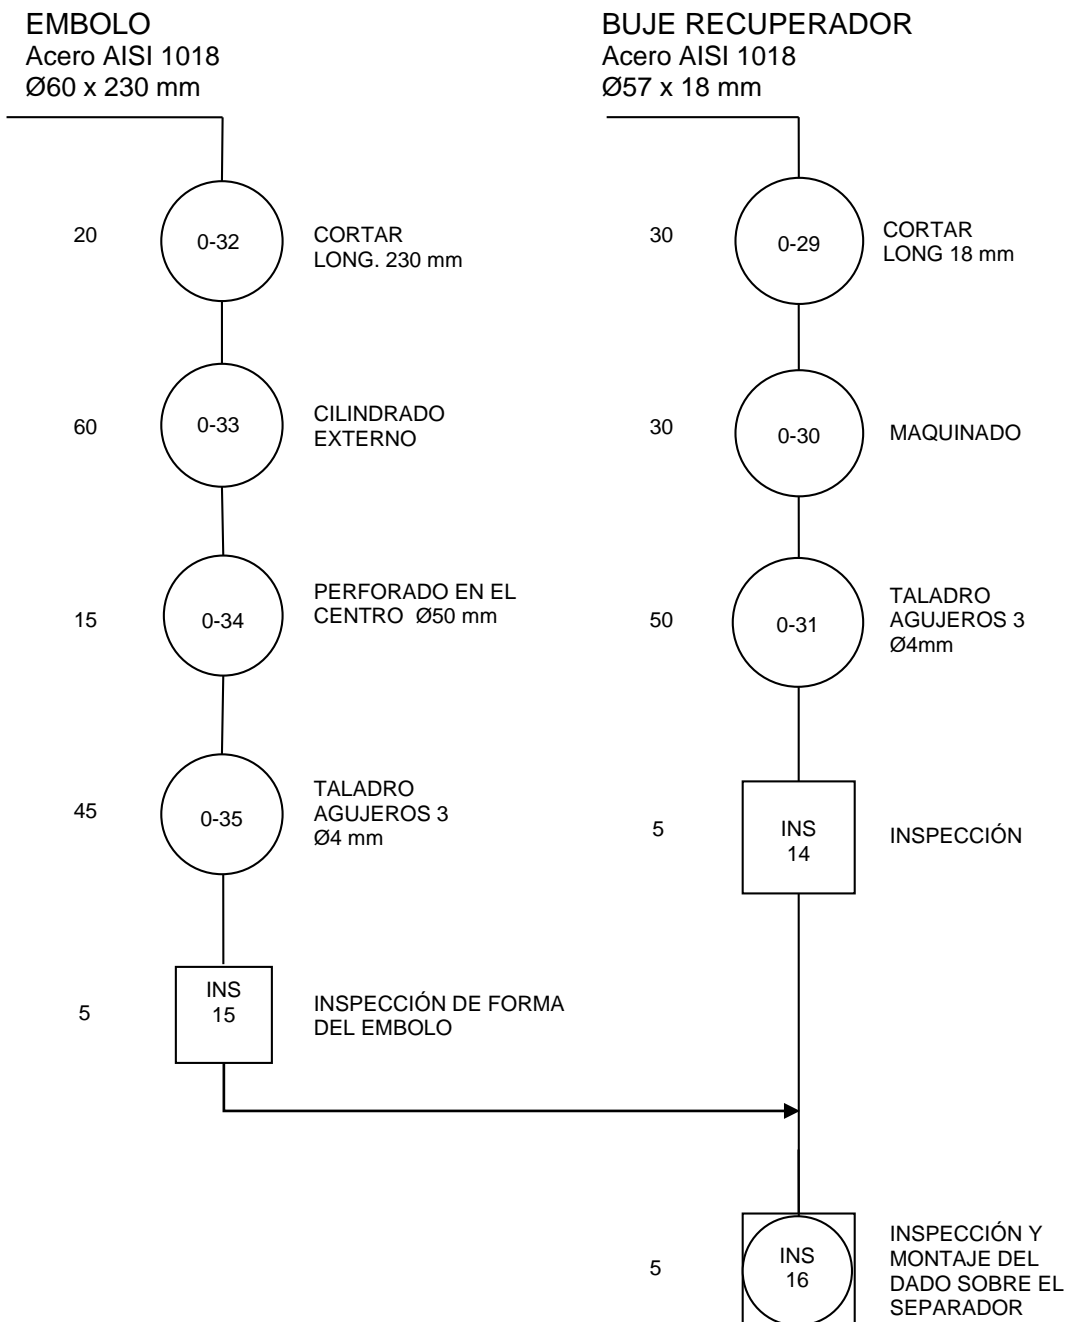 EMBOLO
Acero AISI 1018
Ø60 x 230 mm
20
0-32
CORTAR
LONG. 230 mm
60
0-33
CILINDRADO
EXTERNO
15
0-34
PERFORADO EN EL
CENTRO Ø50 mm
45
0-35
TALADRO
AGUJEROS 3
Ø4 mm
5
INS
15
INSPECCIÓN DE FORMA
DEL EMBOLO
BUJE RECUPERADOR
Acero AISI 1018
Ø57 x 18 mm
30
0-29
CORTAR
LONG 18 mm
30
0-30
MAQUINADO
50
0-31
TALADRO
AGUJEROS 3
Ø4mm
5
INS
14
INSPECCIÓN
5
INS
16
INSPECCIÓN Y
MONTAJE DEL
DADO SOBRE EL
SEPARADOR